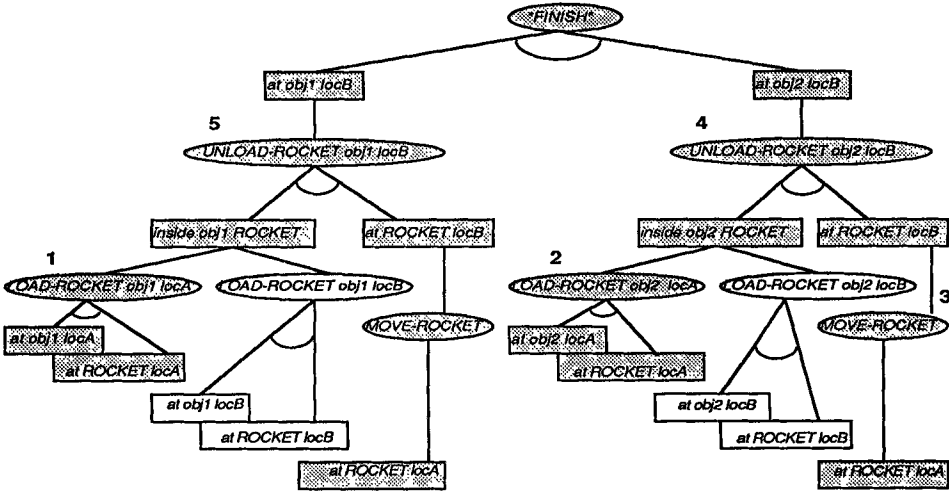 *FINISH*
at obj1 locB
at obj2 locB
5
4
UNLOAD-ROCKET obj1 locB
UNLOAD-ROCKET obj2 locB
inside obj1 ROCKET
at ROCKET locB
inside obj2 ROCKET
at ROCKET locB
1
2
LOAD-ROCKET obj1 locA
LOAD-ROCKET obj1 locB
LOAD-ROCKET obj2 locA
LOAD-ROCKET obj2 locB
3
MOVE-ROCKET
MOVE-ROCKET
at obj1 locA
at obj2 locA
at ROCKET locA
at ROCKET locA
at obj1 locB
at obj2 locB
at ROCKET locB
at ROCKET locB
at ROCKET locA
at ROCKET locA